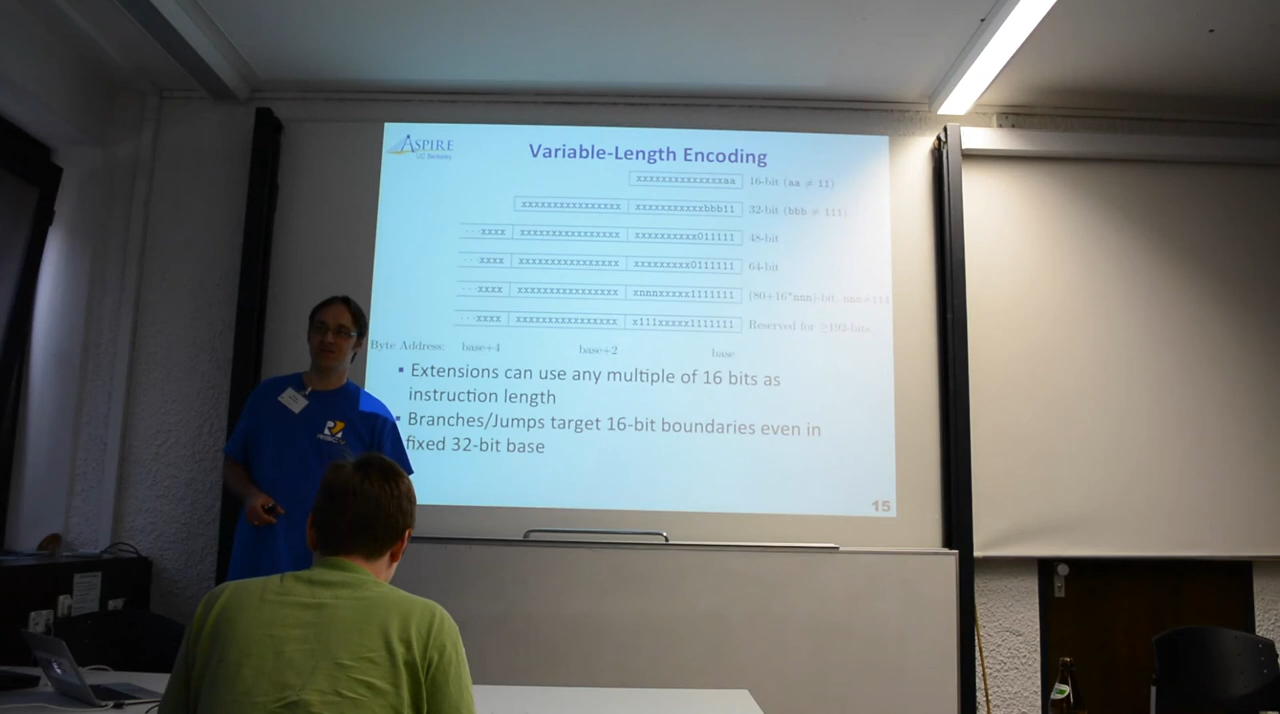 ASPIRE
UC Berkeley
Variable-Length Encoding
xxxxxxxxxxxxxxaa 16-bit (aa ≠ 11)
xxxxxxxxxxxxxxxx xxxxxxxxxxxbbb11 32-bit (bbb ≠ 111)
···xxxx xxxxxxxxxxxxxxxx xxxxxxxxxx011111 48-bit
···xxxx xxxxxxxxxxxxxxxx xxxxxxxxx0111111 64-bit
···xxxx xxxxxxxxxxxxxxxx xnnnxxxxx1111111 (80+16*nnn)-bit, nnn≠111
···xxxx xxxxxxxxxxxxxxxx x111xxxxx1111111 Reserved for ≥192-bits
Byte Address: base+4 base+2 base
▪ Extensions can use any multiple of 16 bits as
instruction length
▪ Branches/Jumps target 16-bit boundaries even in
fixed 32-bit base
15
RISC-V